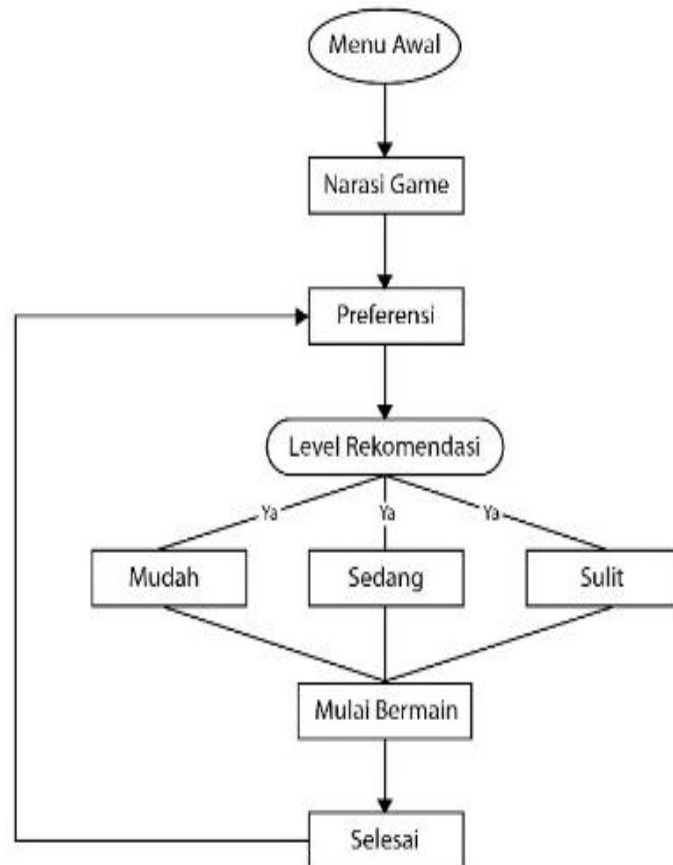 Menu Awal
Narasi Game
Preferensi
Level Rekomendasi
Ya
Ya
Ya
Mudah
Sedang
Sulit
Mulai Bermain
Selesai